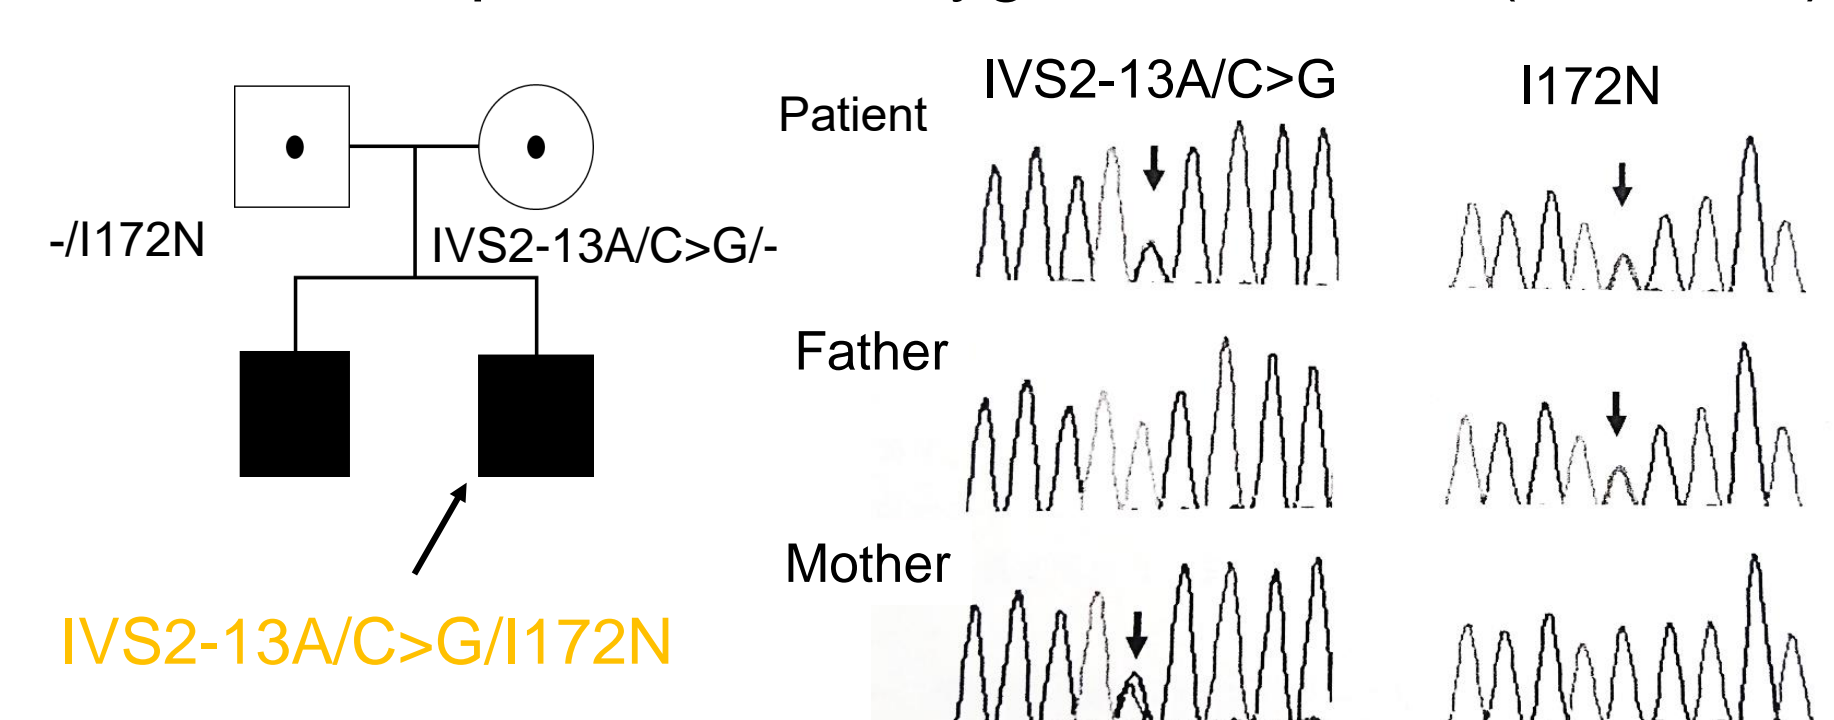 IVS2-13A/C>G
I172N
Patient
-/I172N
IVS2-13A/C>G/-
Father
Mother
IVS2-13A/C>G/I172N